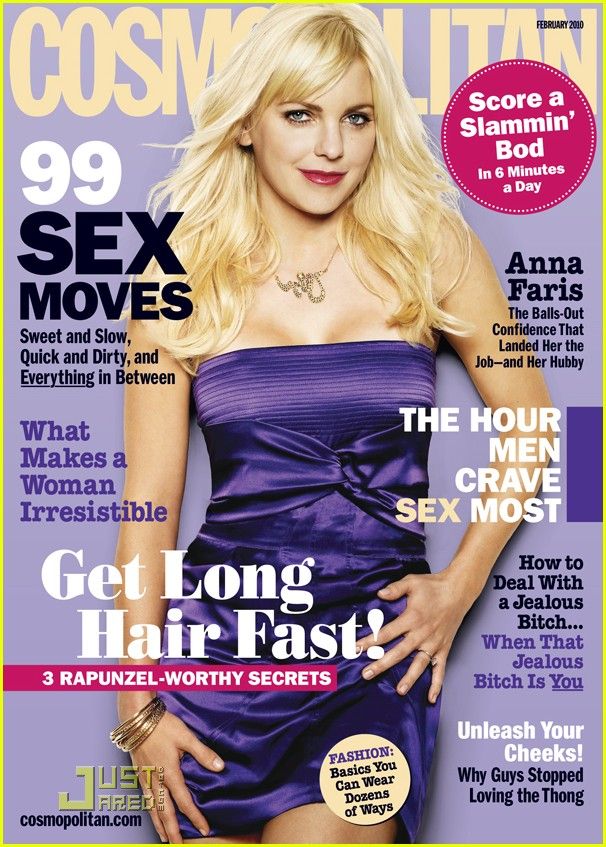 COSMOPOLITAN
FEBRUARY 2010
Score a
Slammin'
Bod
In 6 Minutes
a Day
99
SEX
MOVES
Sweet and Slow,
Quick and Dirty, and
Everything in Between
Anna
Faris
The Balls-Out
Confidence That
Landed Her the
Job—and Her Hubby
What
Makes a
Woman
Irresistible
THE HOUR
MEN
CRAVE
SEX MOST
Get Long
Hair Fast!
3 RAPUNZEL-WORTHY SECRETS
How to
Deal With
a Jealous
Bitch...
When That
Jealous
Bitch Is You
Unleash Your
Cheeks!
Why Guys Stopped
Loving the Thong
FASHION:
Basics You
Can Wear
Dozens
of Ways
JUST
JARED
cosmopolitan.com